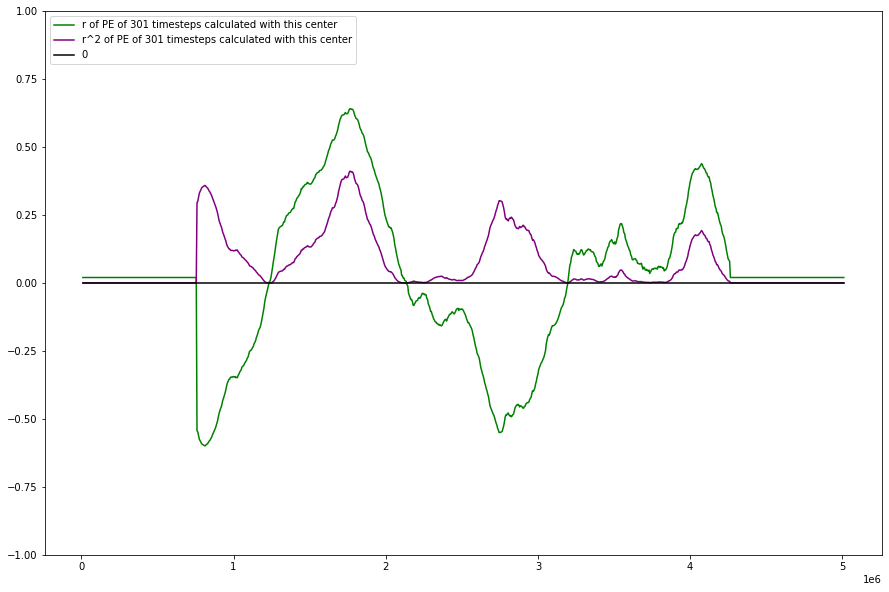 1.00
r of PE of 301 timesteps calculated with this center
r^2 of PE of 301 timesteps calculated with this center
0
0.75
0.50
0.25
0.00
−0.25
−0.50
−0.75
−1.00
0 1 2 3 4 5
1e6